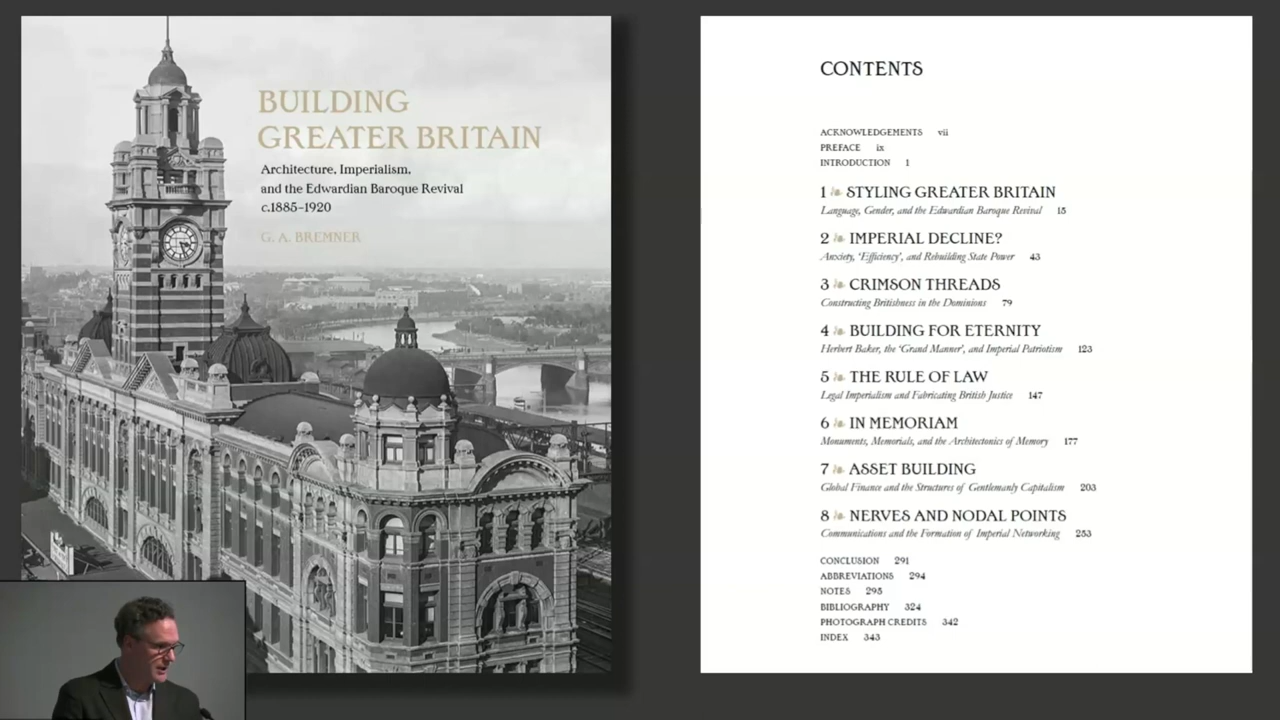 BUILDING
GREATER BRITAIN
Architecture, Imperialism,
and the Edwardian Baroque Revival
c.1885–1920
G. A. BREMNER
CONTENTS
ACKNOWLEDGEMENTS vii
PREFACE ix
INTRODUCTION 1
1 STYLING GREATER BRITAIN
Language, Gender, and the Edwardian Baroque Revival 15
2 IMPERIAL DECLINE?
Anxiety, ‘Efficiency’, and Rebuilding State Power 43
3 CRIMSON THREADS
Constructing Britishness in the Dominions 79
4 BUILDING FOR ETERNITY
Herbert Baker, the ‘Grand Manner’, and Imperial Patriotism 123
5 THE RULE OF LAW
Legal Imperialism and Fabricating British Justice 147
6 IN MEMORIAM
Monuments, Memorials, and the Architectonics of Memory 177
7 ASSET BUILDING
Global Finance and the Structures of Gentlemanly Capitalism 203
8 NERVES AND NODAL POINTS
Communications and the Formation of Imperial Networking 253
CONCLUSION 291
ABBREVIATIONS 294
NOTES 295
BIBLIOGRAPHY 324
PHOTOGRAPH CREDITS 342
INDEX 343